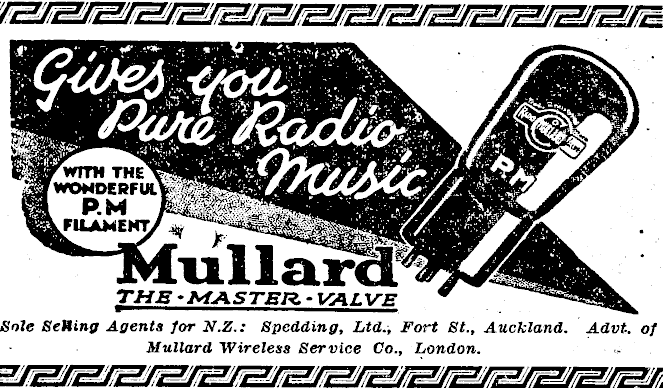 Gives you
Pure Radio
Music
WITH THE
WONDERFUL
P.M
FILAMENT
P.M
Mullard
THE · MASTER · VALVE
Sole Selling Agents for N.Z.: Spedding, Ltd., Fort St., Auckland. Advt. of
Mullard Wireless Service Co., London.